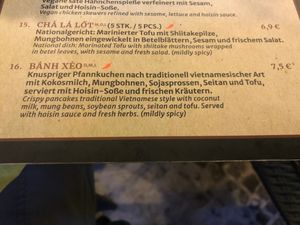 Vegane Saté Hähnchenspieße verfeinert mit Sesam,
Salat und Hoisin-Soße,
Vegan chicken skewers refined with sesame, lettuce and hoisin sauce.
15. CHÁ LÁ LỐT (5 STK. / 5 PCS.) 6,9 €
Nationalgericht: Marinierter Tofu mit Shiitakepilze,
Mungbohnen eingewickelt in Betelblättern, Sesam und frischem Salat.
National dish: Marinated Tofu with shiitake mushrooms wrapped
in betel leaves, with sesame and fresh salad. (mildly spicy)
16. BÁNH XÈO 7,5 €
Knuspriger Pfannkuchen nach traditionell vietnamesischer Art
mit Kokosmilch, Mungbohnen, Sojasprossen, Seitan und Tofu,
serviert mit Hoisin-Soße und frischen Kräutern.
Crispy pancakes traditional Vietnamese style with coconut
milk, mung beans, soybean sprouts, seitan and tofu. Served
with hoisin sauce and fresh herbs. (mildly spicy)